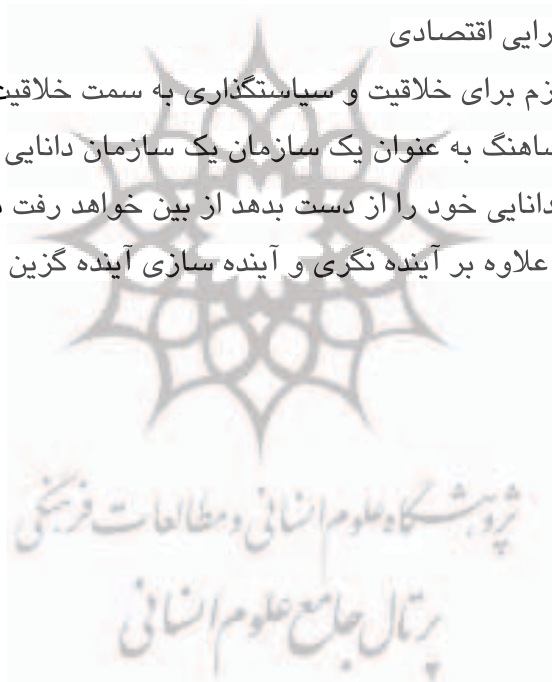 رایی اقتصادی
زم برای خلاقیت و سیاستگذاری به سمت خلاقیت
ساهنگ به عنوان یک سازمان یک سازمان دانایی
دانایی خود را از دست بدهد از بین خواهد رفت
علاوه بر آینده نگری و آینده سازی آینده گزین
پژوهشگاه علوم انسانی و مطالعات فرهنگی
پرتال جامع علوم انسانی